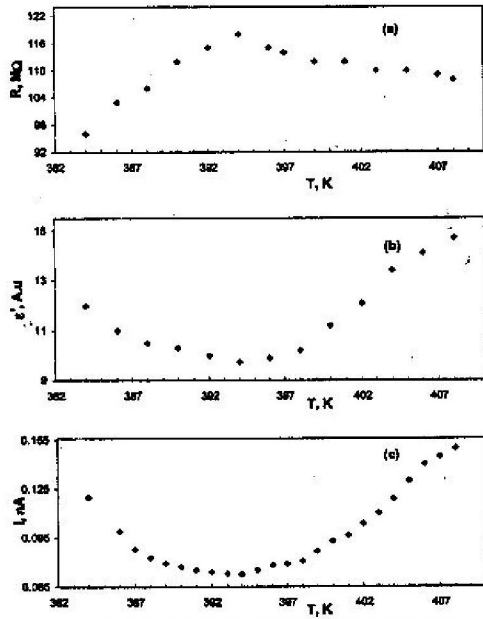 122
(a)
116
110
104
98
92
R, MΩ
382 387 392 397 402 407
T, K
15
(b)
13
11
9
ε', A.u
382 387 392 397 402 407
T, K
0.155
(c)
0.125
0.095
0.065
I, nA
382 387 392 397 402 407
T, K